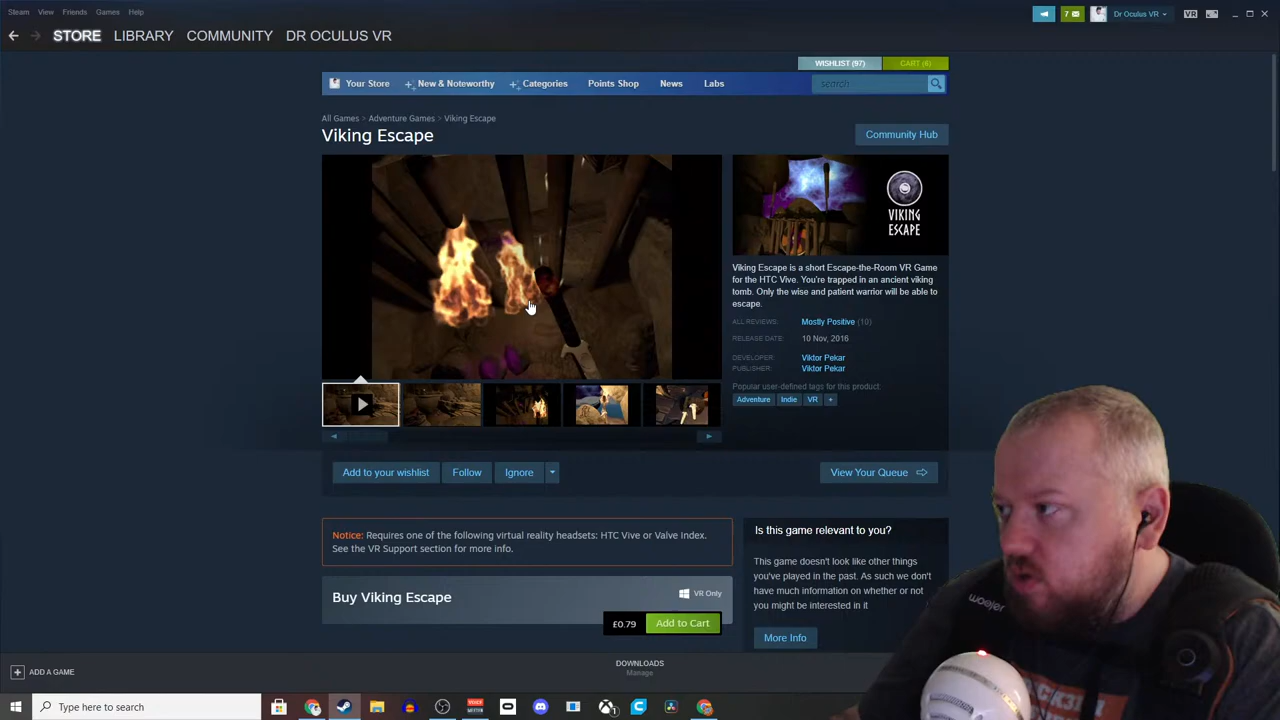 Steam View Friends Games Help
7
Dr Oculus VR
VR
STORE LIBRARY COMMUNITY DR OCULUS VR
WISHLIST (97) CART (6)
Your Store New & Noteworthy Categories Points Shop News Labs search
All Games > Adventure Games > Viking Escape
Viking Escape
Community Hub
VIKING
ESCAPE
Viking Escape is a short Escape-the-Room VR Game
for the HTC Vive. You're trapped in an ancient viking
tomb. Only the wise and patient warrior will be able to
escape.
ALL REVIEWS: Mostly Positive (10)
RELEASE DATE: 10 Nov, 2016
DEVELOPER: Viktor Pekar
PUBLISHER: Viktor Pekar
Popular user-defined tags for this product:
Adventure Indie VR +
Add to your wishlist Follow Ignore View Your Queue
Notice: Requires one of the following virtual reality headsets: HTC Vive or Valve Index.
See the VR Support section for more info.
Is this game relevant to you?
This game doesn't look like other things
you've played in the past. As such we don't
have much information on whether or not
you might be interested in it
More Info
Buy Viking Escape
VR Only
£0.79 Add to Cart
woojer
ADD A GAME
DOWNLOADS
Manage
Type here to search